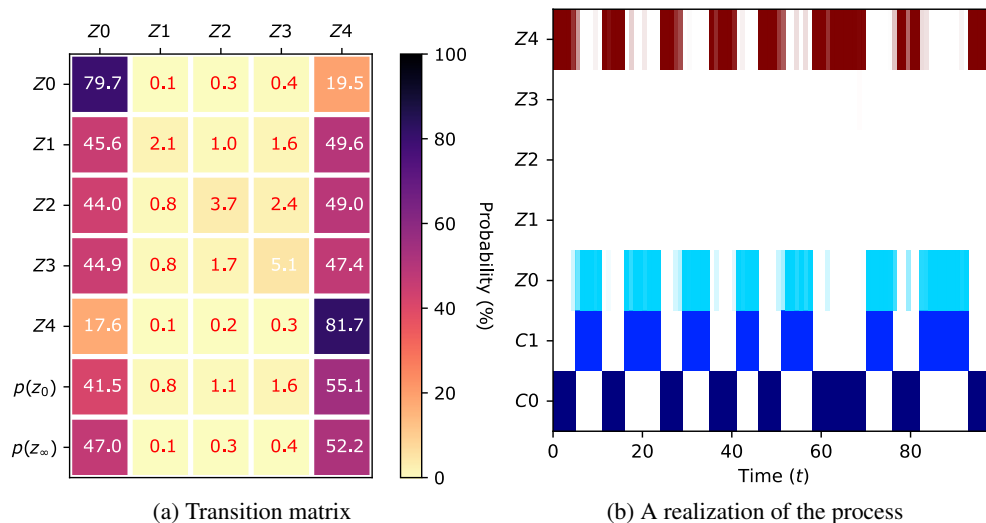 Z0 Z1 Z2 Z3 Z4
Z0 79.7 0.1 0.3 0.4 19.5
Z1 45.6 2.1 1.0 1.6 49.6
Z2 44.0 0.8 3.7 2.4 49.0
Z3 44.9 0.8 1.7 5.1 47.4
Z4 17.6 0.1 0.2 0.3 81.7
p(z₀) 41.5 0.8 1.1 1.6 55.1
p(z∞) 47.0 0.1 0.3 0.4 52.2
100
80
60
40
20
0
Probability (%)
(a) Transition matrix
Z4
Z3
Z2
Z1
Z0
C1
C0
0 20 40 60 80
Time (t)
(b) A realization of the process